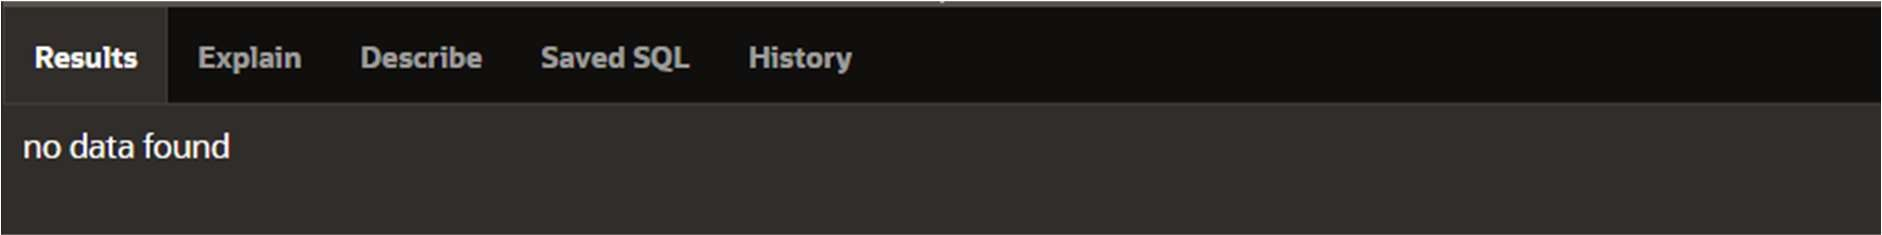 Results Explain Describe Saved SQL History
no data found